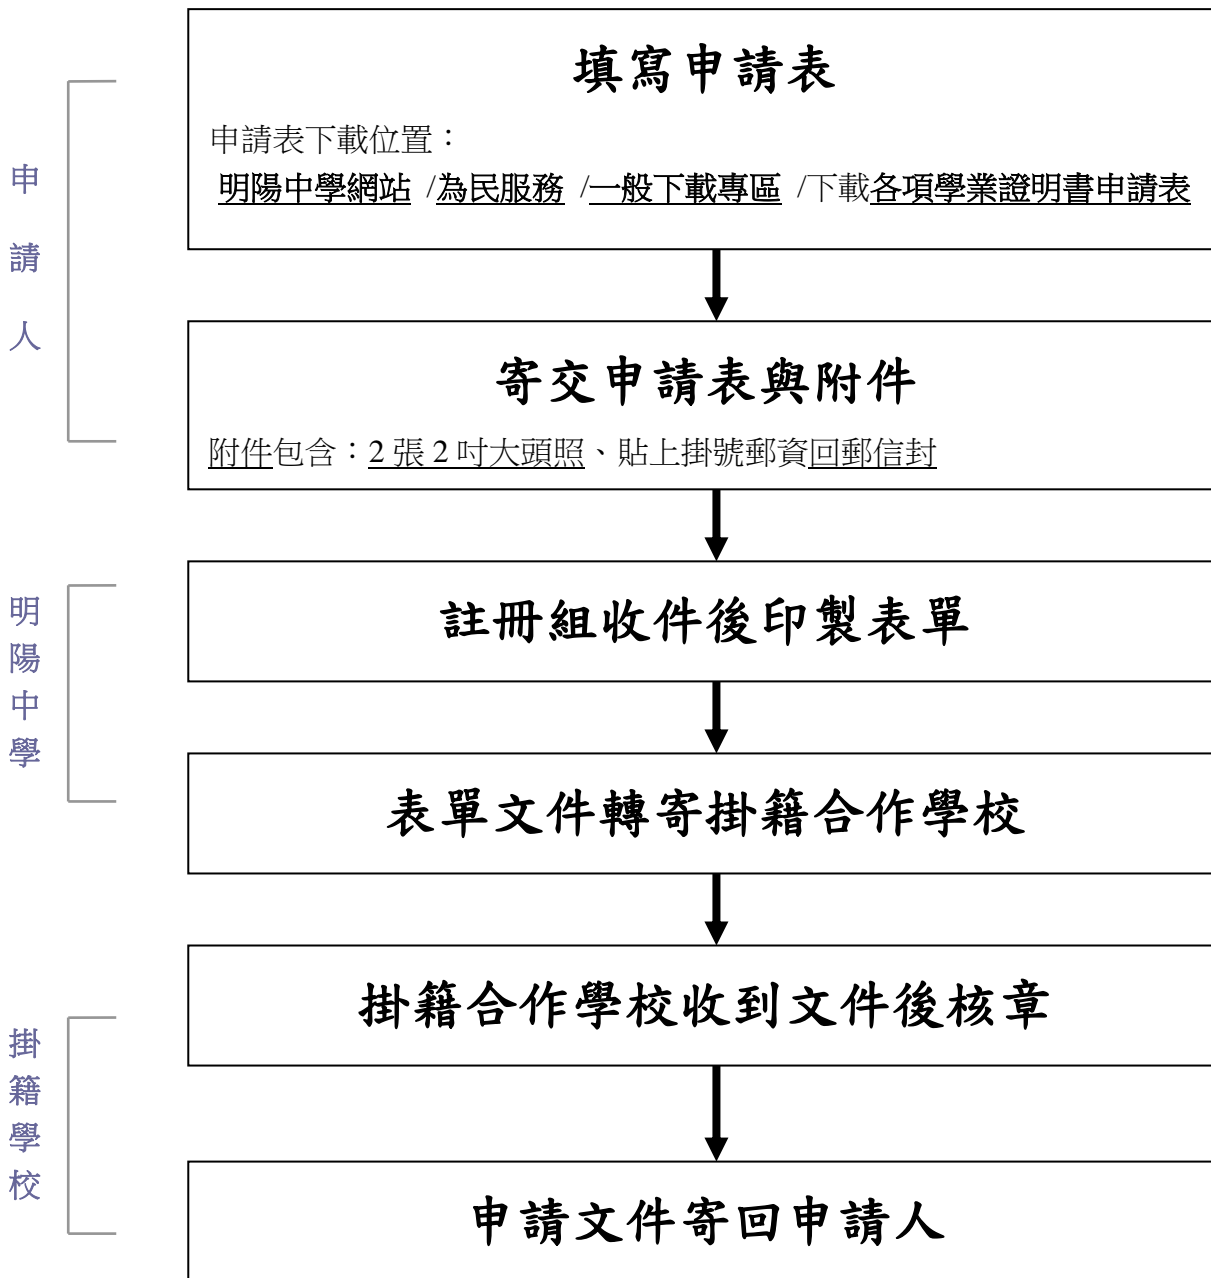 填寫申請表
申請表下載位置：
明陽中學網站 /為民服務 /一般下載專區 /下載各項學業證明書申請表
申請人
寄交申請表與附件
附件包含：2 張 2 吋大頭照、貼上掛號郵資回郵信封
註冊組收件後印製表單
明陽中學
表單文件轉寄掛籍合作學校
掛籍合作學校收到文件後核章
掛籍學校
申請文件寄回申請人